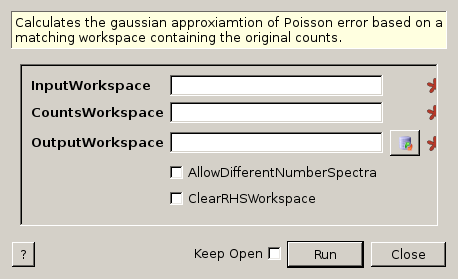 Calculates the gaussian approxiamtion of Poisson error based on a
matching workspace containing the original counts.
InputWorkspace
CountsWorkspace
OutputWorkspace
AllowDifferentNumberSpectra
ClearRHSWorkspace
? Keep Open Run Close